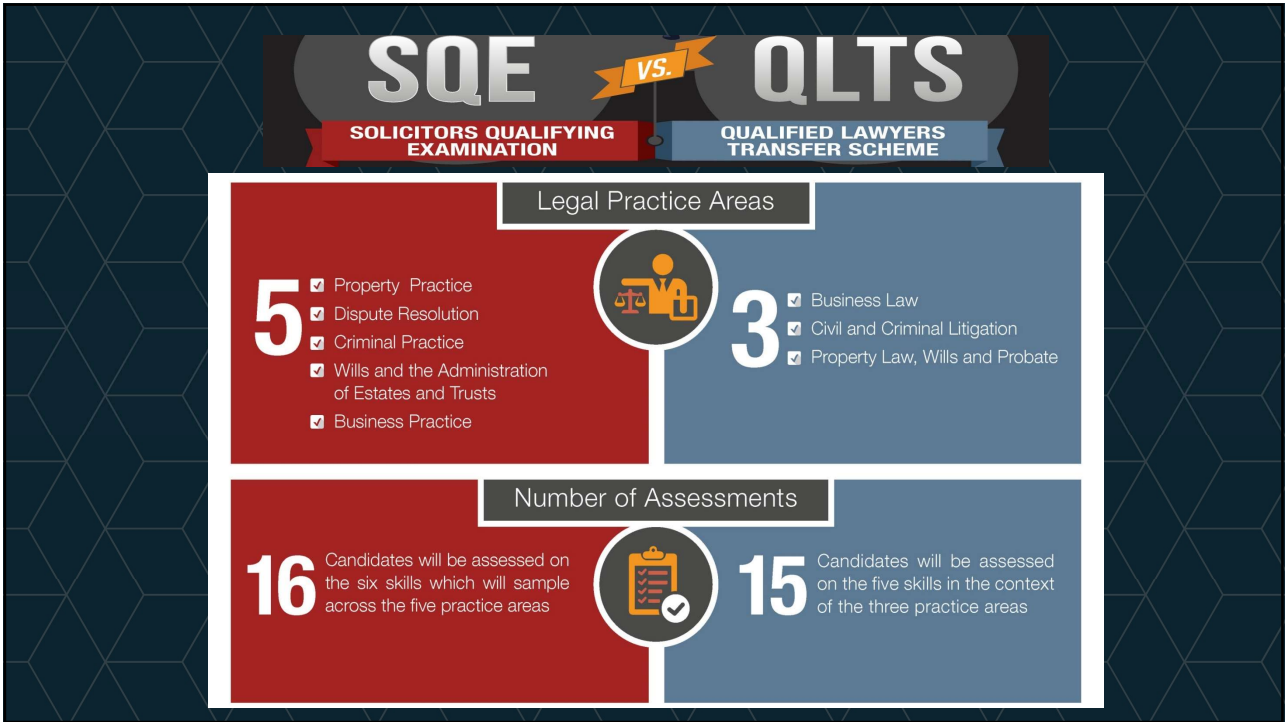 SQE VS. QLTS
SOLICITORS QUALIFYING
EXAMINATION
QUALIFIED LAWYERS
TRANSFER SCHEME
Legal Practice Areas
5
Property Practice
Dispute Resolution
Criminal Practice
Wills and the Administration
of Estates and Trusts
Business Practice
3
Business Law
Civil and Criminal Litigation
Property Law, Wills and Probate
Number of Assessments
16
Candidates will be assessed on
the six skills which will sample
across the five practice areas
15
Candidates will be assessed
on the five skills in the context
of the three practice areas